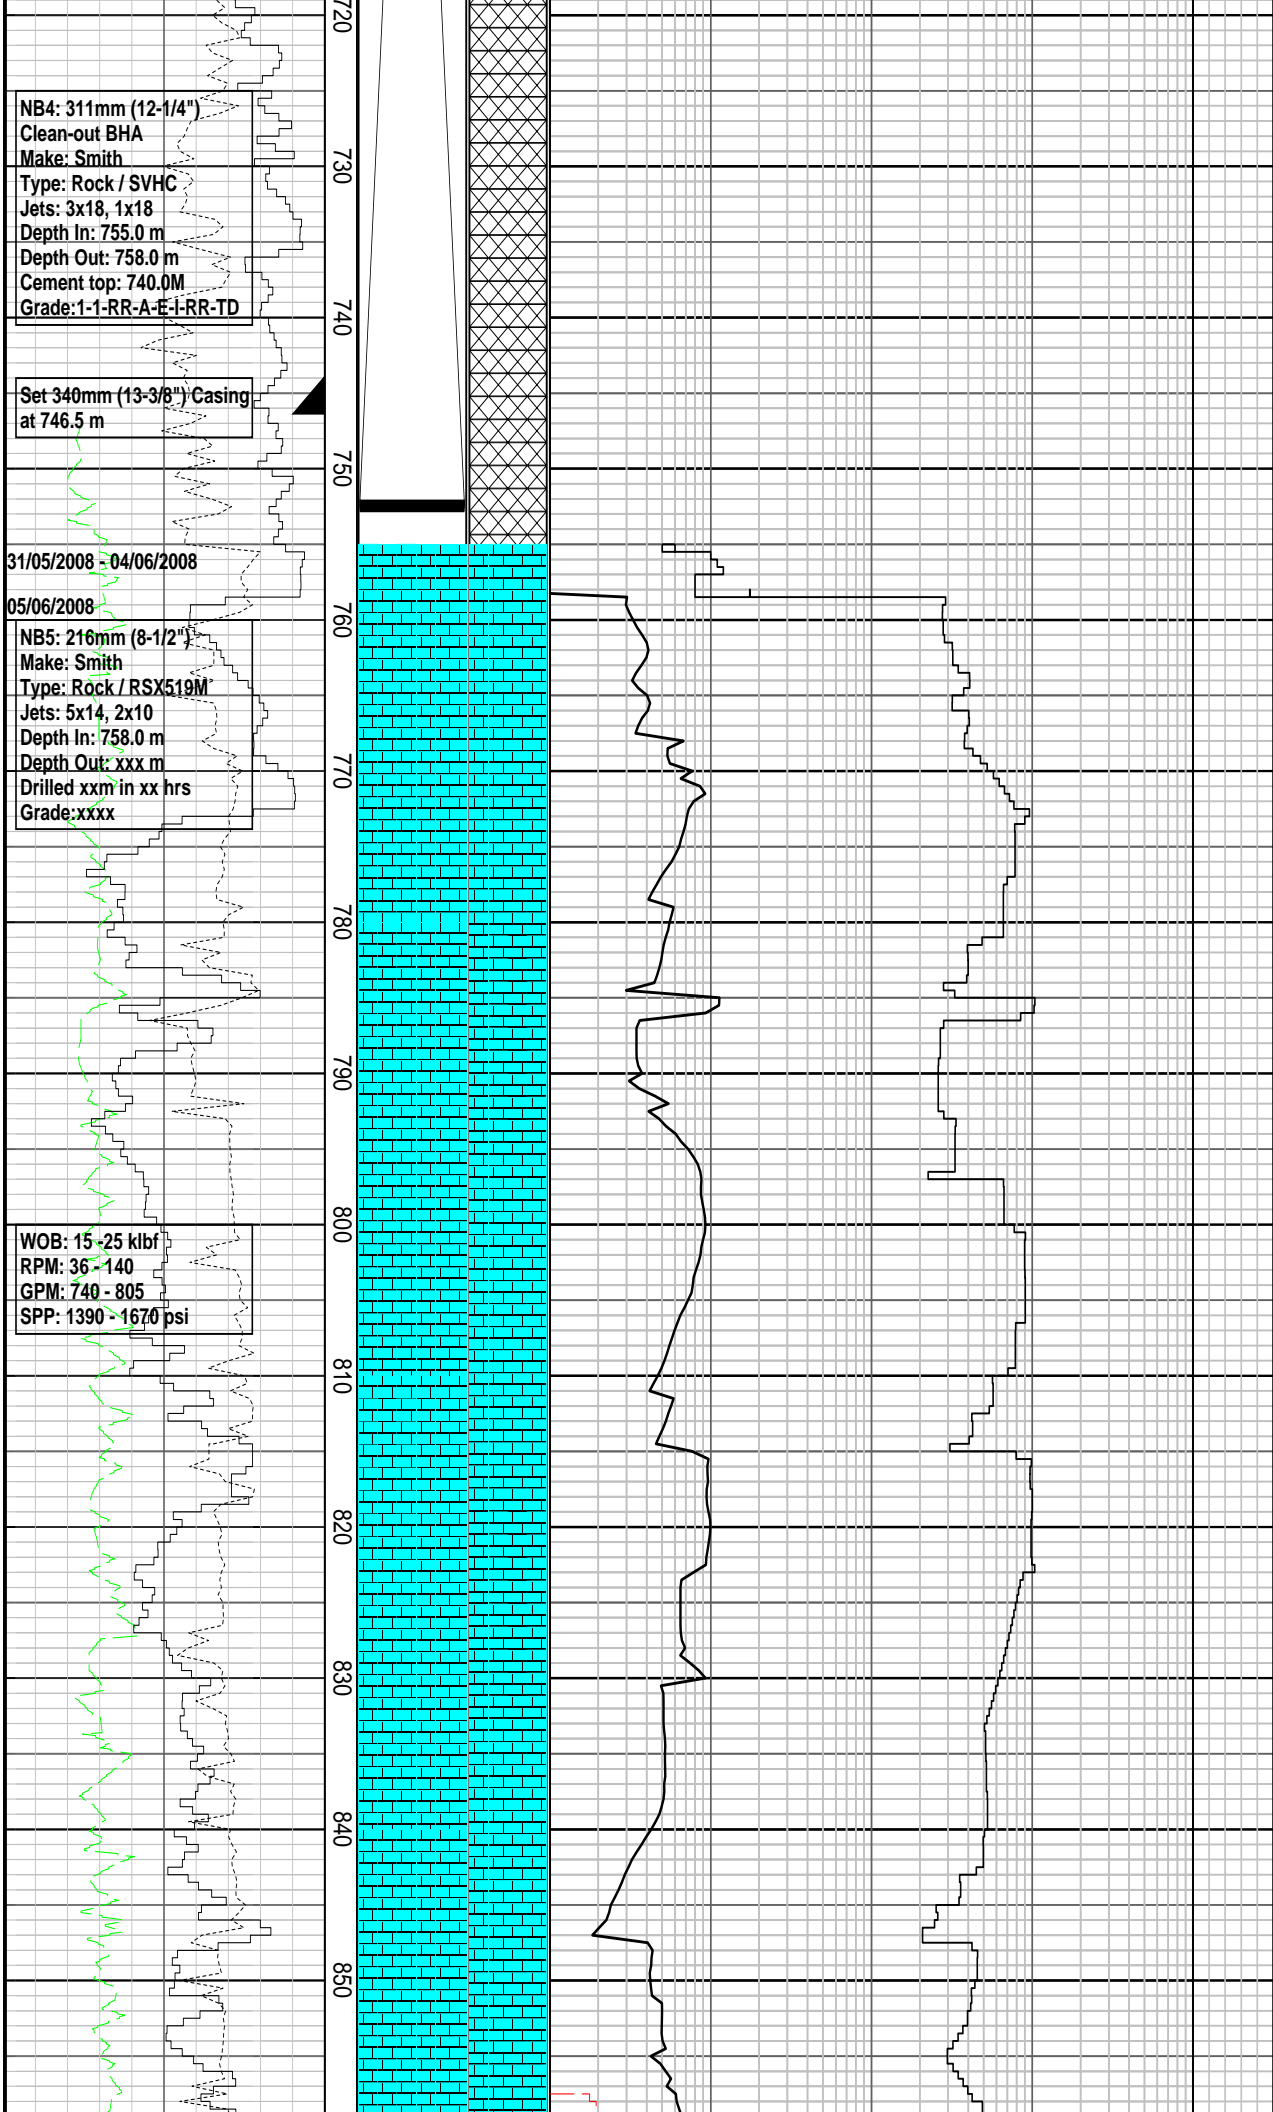 720
NB4: 311mm (12-1/4")
Clean-out BHA
Make: Smith
Type: Rock / SVHC
Jets: 3x18, 1x18
Depth In: 755.0 m
Depth Out: 758.0 m
Cement top: 740.0M
Grade:1-1-RR-A-E-I-RR-TD
730
740
Set 340mm (13-3/8") Casing
at 746.5 m
750
31/05/2008 - 04/06/2008
05/06/2008
760
NB5: 216mm (8-1/2")
Make: Smith
Type: Rock / RSX519M
Jets: 5x14, 2x10
Depth In: 758.0 m
Depth Out: xxx m
Drilled xxm in xx hrs
Grade:xxxx
770
780
790
800
WOB: 15 -25 klbf
RPM: 36 - 140
GPM: 740 - 805
SPP: 1390 - 1670 psi
810
820
830
840
850